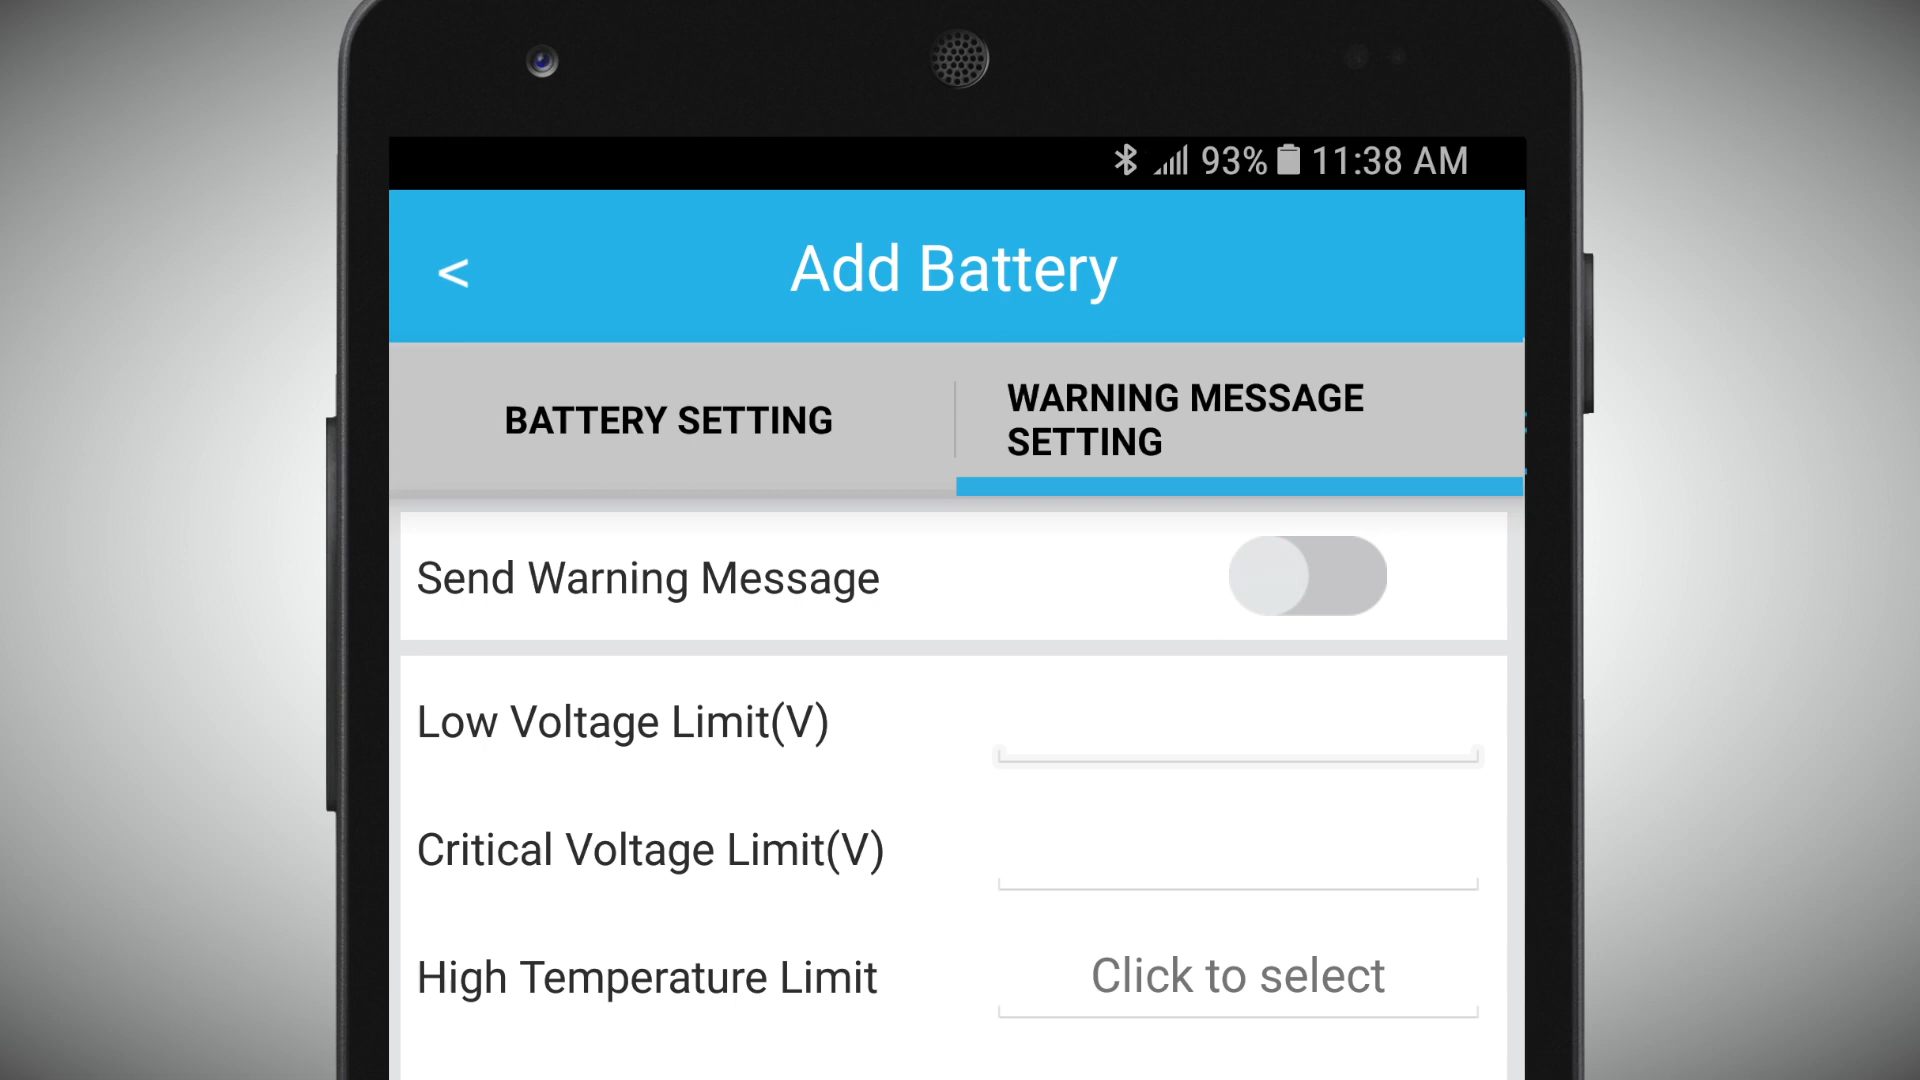 93% 11:38 AM
< Add Battery
BATTERY SETTING
WARNING MESSAGE
SETTING
Send Warning Message
Low Voltage Limit(V)
Critical Voltage Limit(V)
High Temperature Limit Click to select